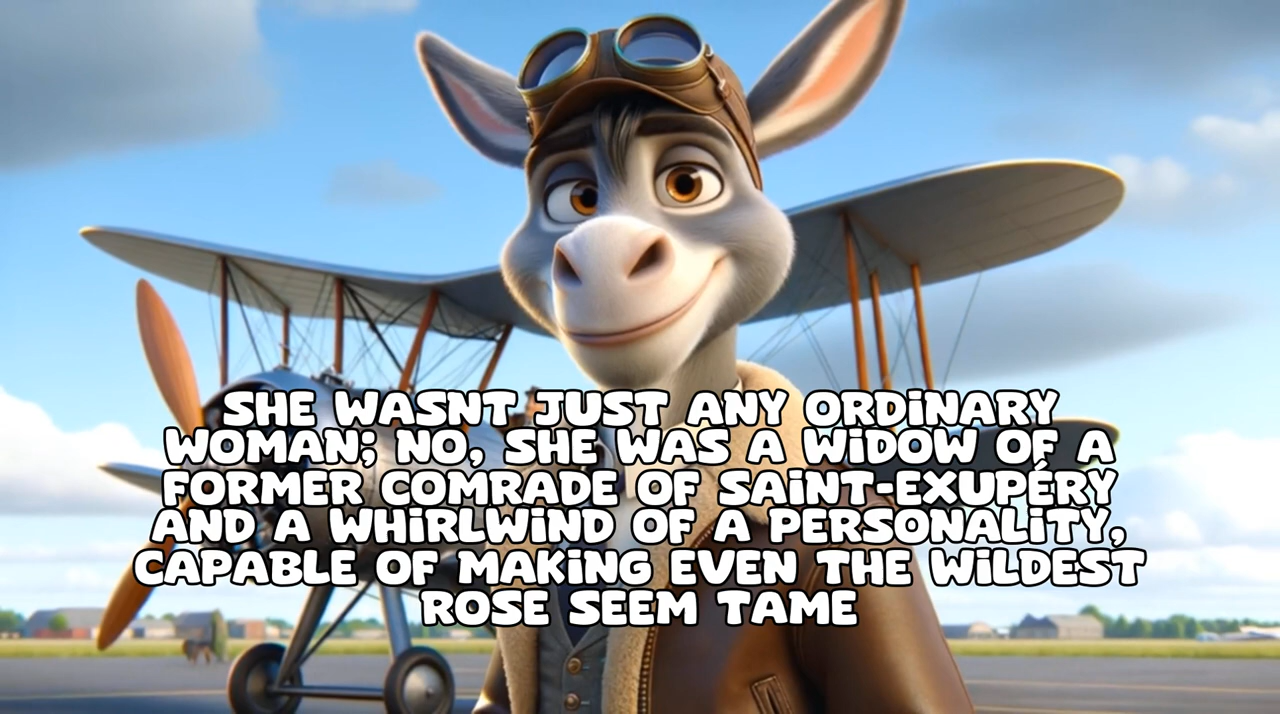 SHE WASNT JUST ANY ORDiNARY
WOMAN; NO, SHE WAS A WiDOW OF A
FORMER COMRADE OF SAiNT-EXUPÉRY
AND A WHiRLWiND OF A PERSONALiTY,
CAPABLE OF MAKiNG EVEN THE WiLDEST
ROSE SEEM TAME